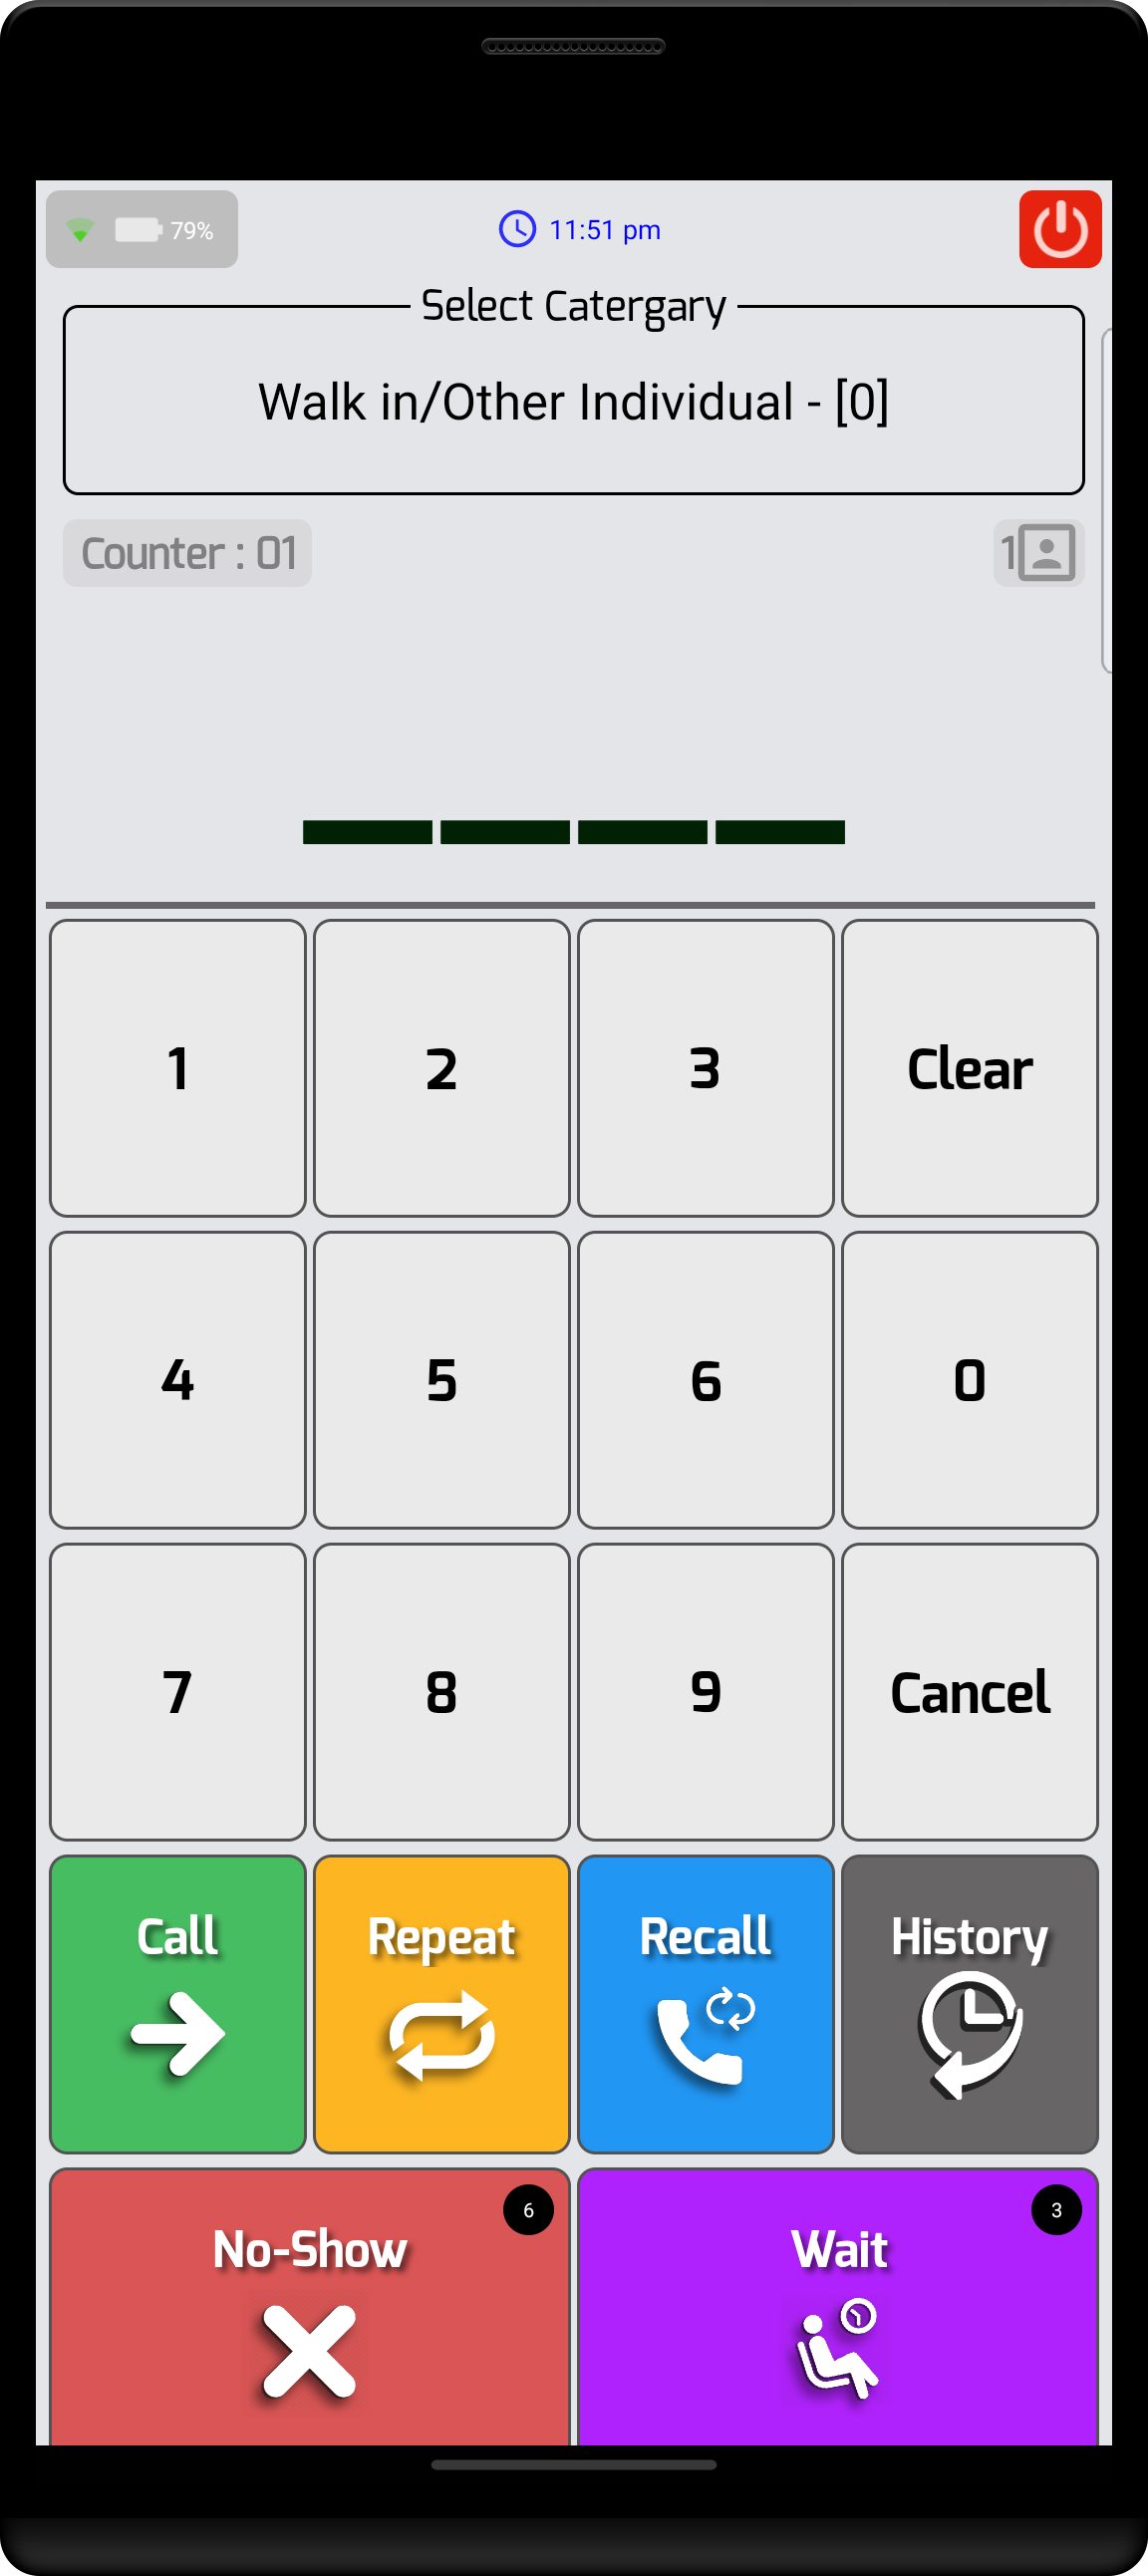 79%
11:51 pm
Select Catergary
Walk in/Other Individual - [0]
Counter : 01
1
1 2 3 Clear
4 5 6 0
7 8 9 Cancel
Call Repeat Recall History
6 3
No-Show Wait